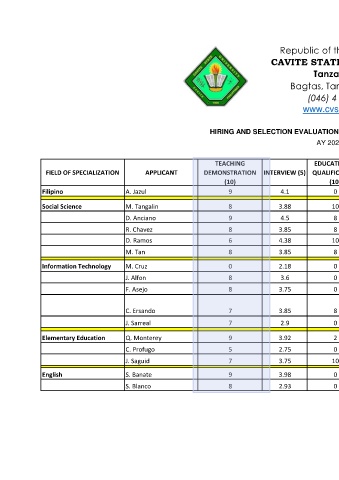 Republic of th
CAVITE STATE
Tanza
Bagtas, Tan
(046) 4
www.cvs
HIRING AND SELECTION EVALUATION
AY 202
FIELD OF SPECIALIZATION APPLICANT TEACHING DEMONSTRATION (10) INTERVIEW (5) EDUCATI QUALIFIC (10
Filipino A. Jazul 9 4.1 0
Social Science M. Tangalin 8 3.88 10
D. Anciano 9 4.5 8
R. Chavez 8 3.85 8
D. Ramos 6 4.38 10
M. Tan 8 3.85 8
Information Technology M. Cruz 0 2.18 0
J. Alfon 8 3.6 0
F. Asejo 8 3.75 0
C. Ersando 7 3.85 8
J. Sarreal 7 2.9 0
Elementary Education Q. Monterey 9 3.92 2
C. Profugo 5 2.75 0
J. Saguid 7 3.75 10
English S. Banate 9 3.98 0
S. Blanco 8 2.93 0